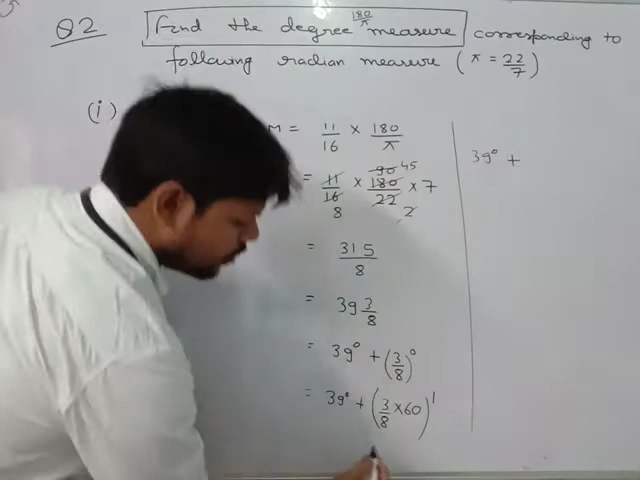 Q2 Find the degree 180/π measure corresponding to
following radian measure (π = 22/7)
(i)
M = 11/16 × 180/π
= 11/16 × 180/22 × 7
8 90 45 2
= 315/8
= 39 3/8
= 39° + (3/8)°
= 39° + (3/8 × 60)'
39° +